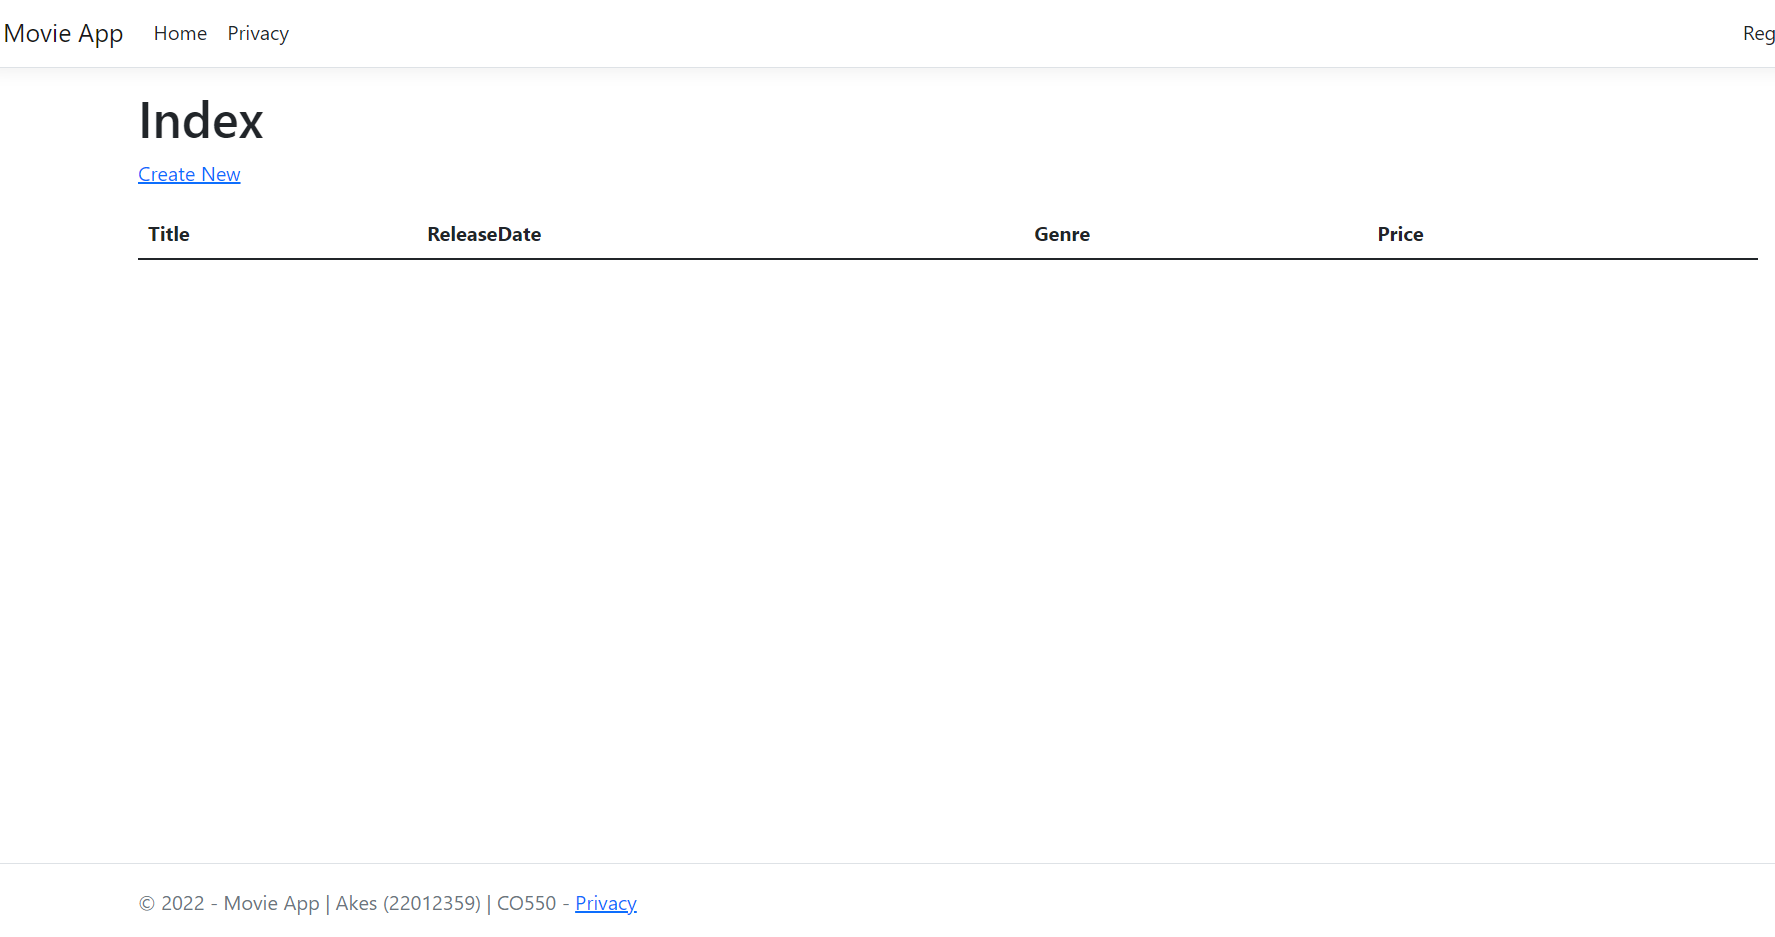 Movie App Home Privacy Reg
Index
Create New
Title ReleaseDate Genre Price
© 2022 - Movie App | Akes (22012359) | CO550 - Privacy